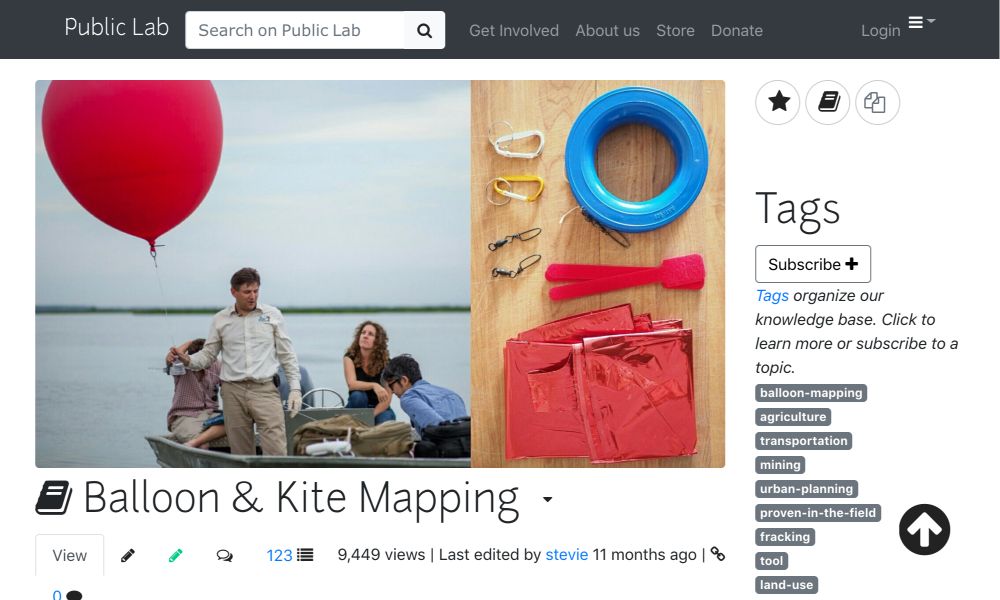 Public Lab
Search on Public Lab
Get Involved About us Store Donate
Login
Balloon & Kite Mapping
View
123
9,449 views | Last edited by stevie 11 months ago |
0
Tags
Subscribe
Tags organize our
knowledge base. Click to
learn more or subscribe to a
topic.
balloon-mapping
agriculture
transportation
mining
urban-planning
proven-in-the-field
fracking
tool
land-use